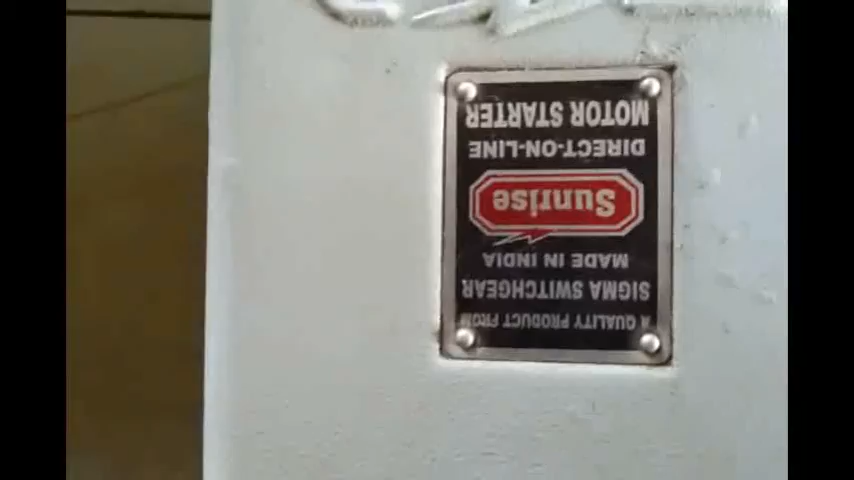 A QUALITY PRODUCT FROM
SIGMA SWITCHGEAR
MADE IN INDIA
Sunrise
DIRECT-ON-LINE
MOTOR STARTER